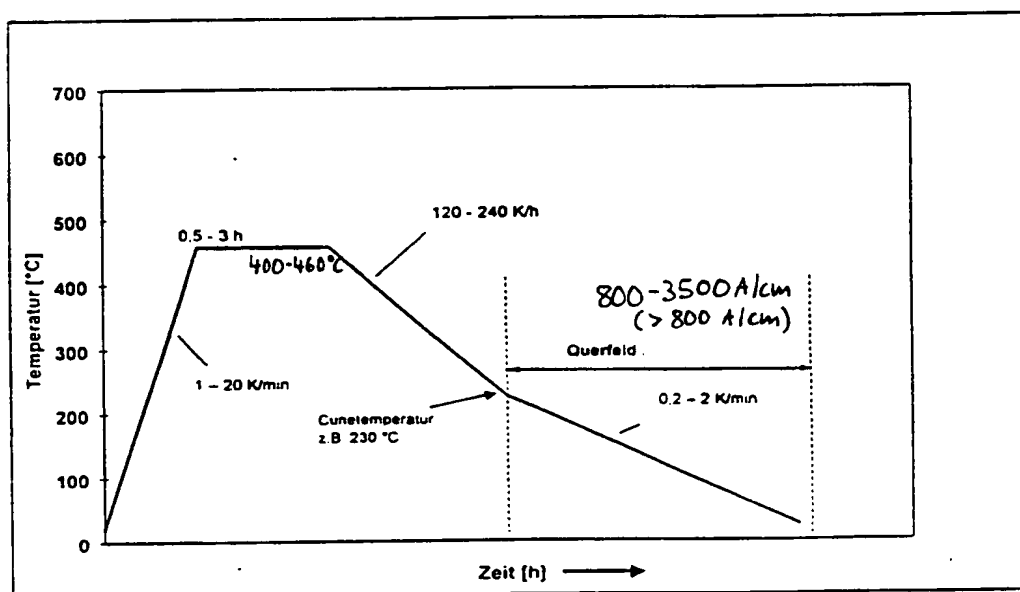 700
600
500
400
300
200
100
0
Temperatur [°C]
0,5 - 3 h
400-460°C
120 - 240 K/h
1 – 20 K/min
800-3500 A/cm
(> 800 A/cm)
Querfeld
0,2 – 2 K/min
Cunetemperatur
z.B 230 °C
Zeit [h]